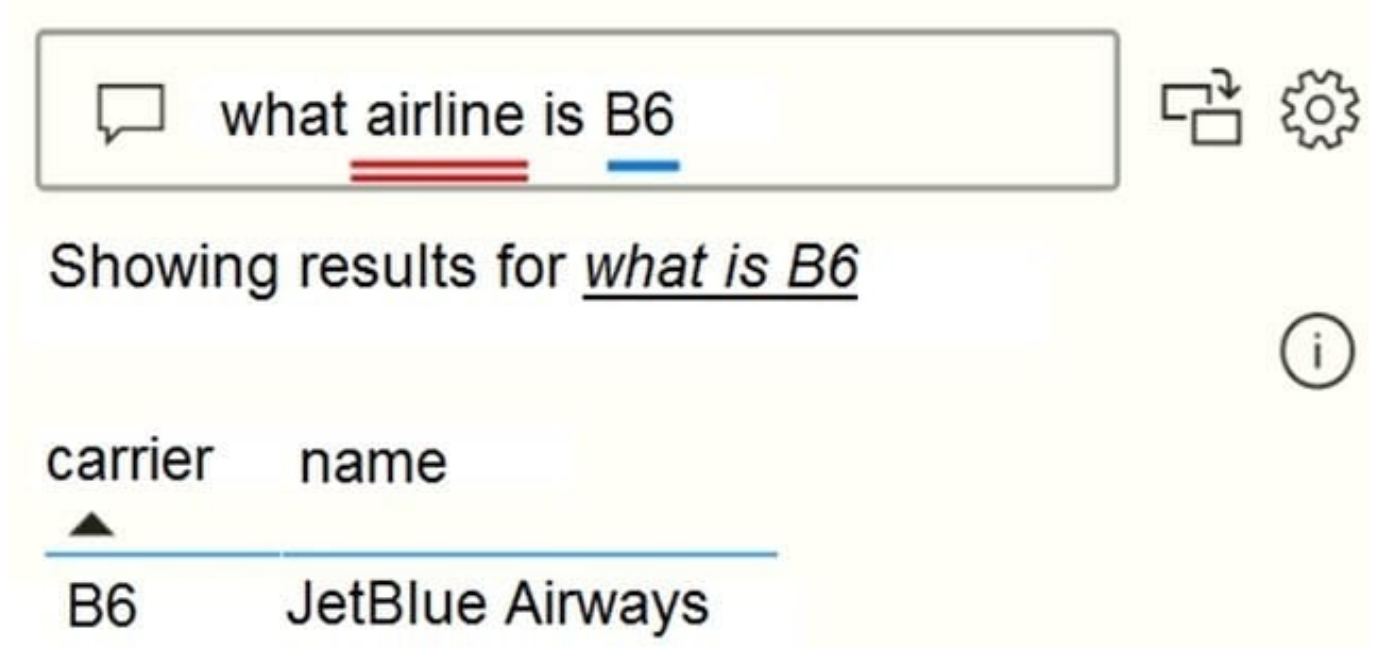 what airline is B6
Showing results for what is B6
i
carrier name
B6 JetBlue Airways